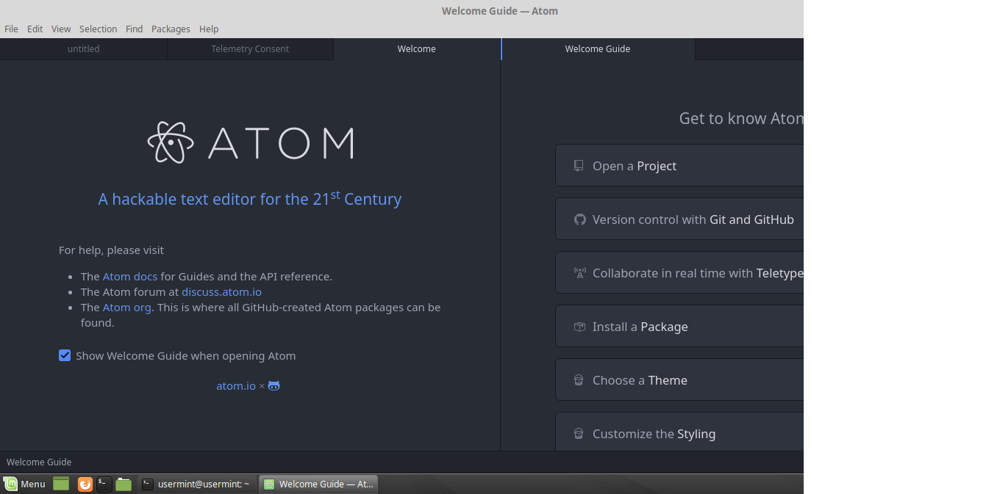 Welcome Guide — Atom
File Edit View Selection Find Packages Help
untitled
Telemetry Consent
Welcome
Welcome Guide
ATOM
A hackable text editor for the 21st Century
For help, please visit
The Atom docs for Guides and the API reference.
The Atom forum at discuss.atom.io
The Atom org. This is where all GitHub-created Atom packages can be
found.
Show Welcome Guide when opening Atom
atom.io ×
Get to know Atom
Open a Project
Version control with Git and GitHub
Collaborate in real time with Teletype
Install a Package
Choose a Theme
Customize the Styling
Welcome Guide
Menu
usermint@usermint: ~
Welcome Guide — At...